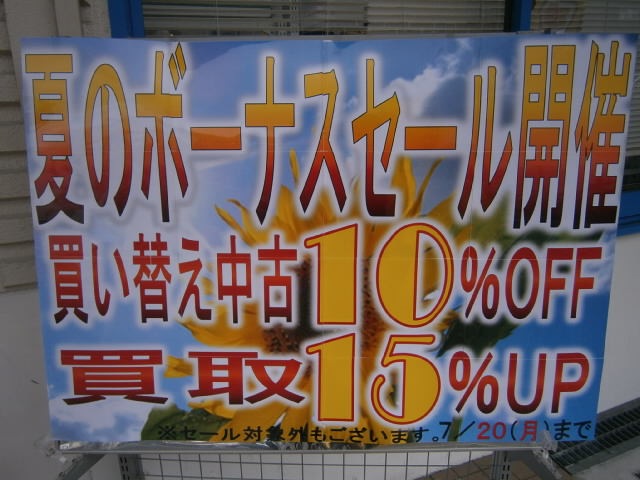 夏のボーナスセール開催
買い替え中古10%OFF
買取15%UP
※セール対象外もございます。7/20(月)まで